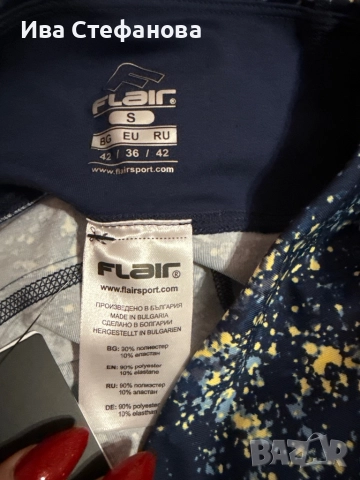 Ива Стефанова
FLAIR®
S
BG EU RU
42 / 36 / 42
www.flairsport.com
FLAIR®
www.flairsport.com
ПРОИЗВЕДЕНО В БЪЛГАРИЯ
MADE IN BULGARIA
СДЕЛАНО В БОЛГАРИИ
HERGESTELLT IN BULGARIEN
BG: 90% полиестер
10% еластан
EN: 90% polyester
10% elastane
RU: 90% полиэстер
10% эластан
DE: 90% polyester
10% elasthan
BAZAR